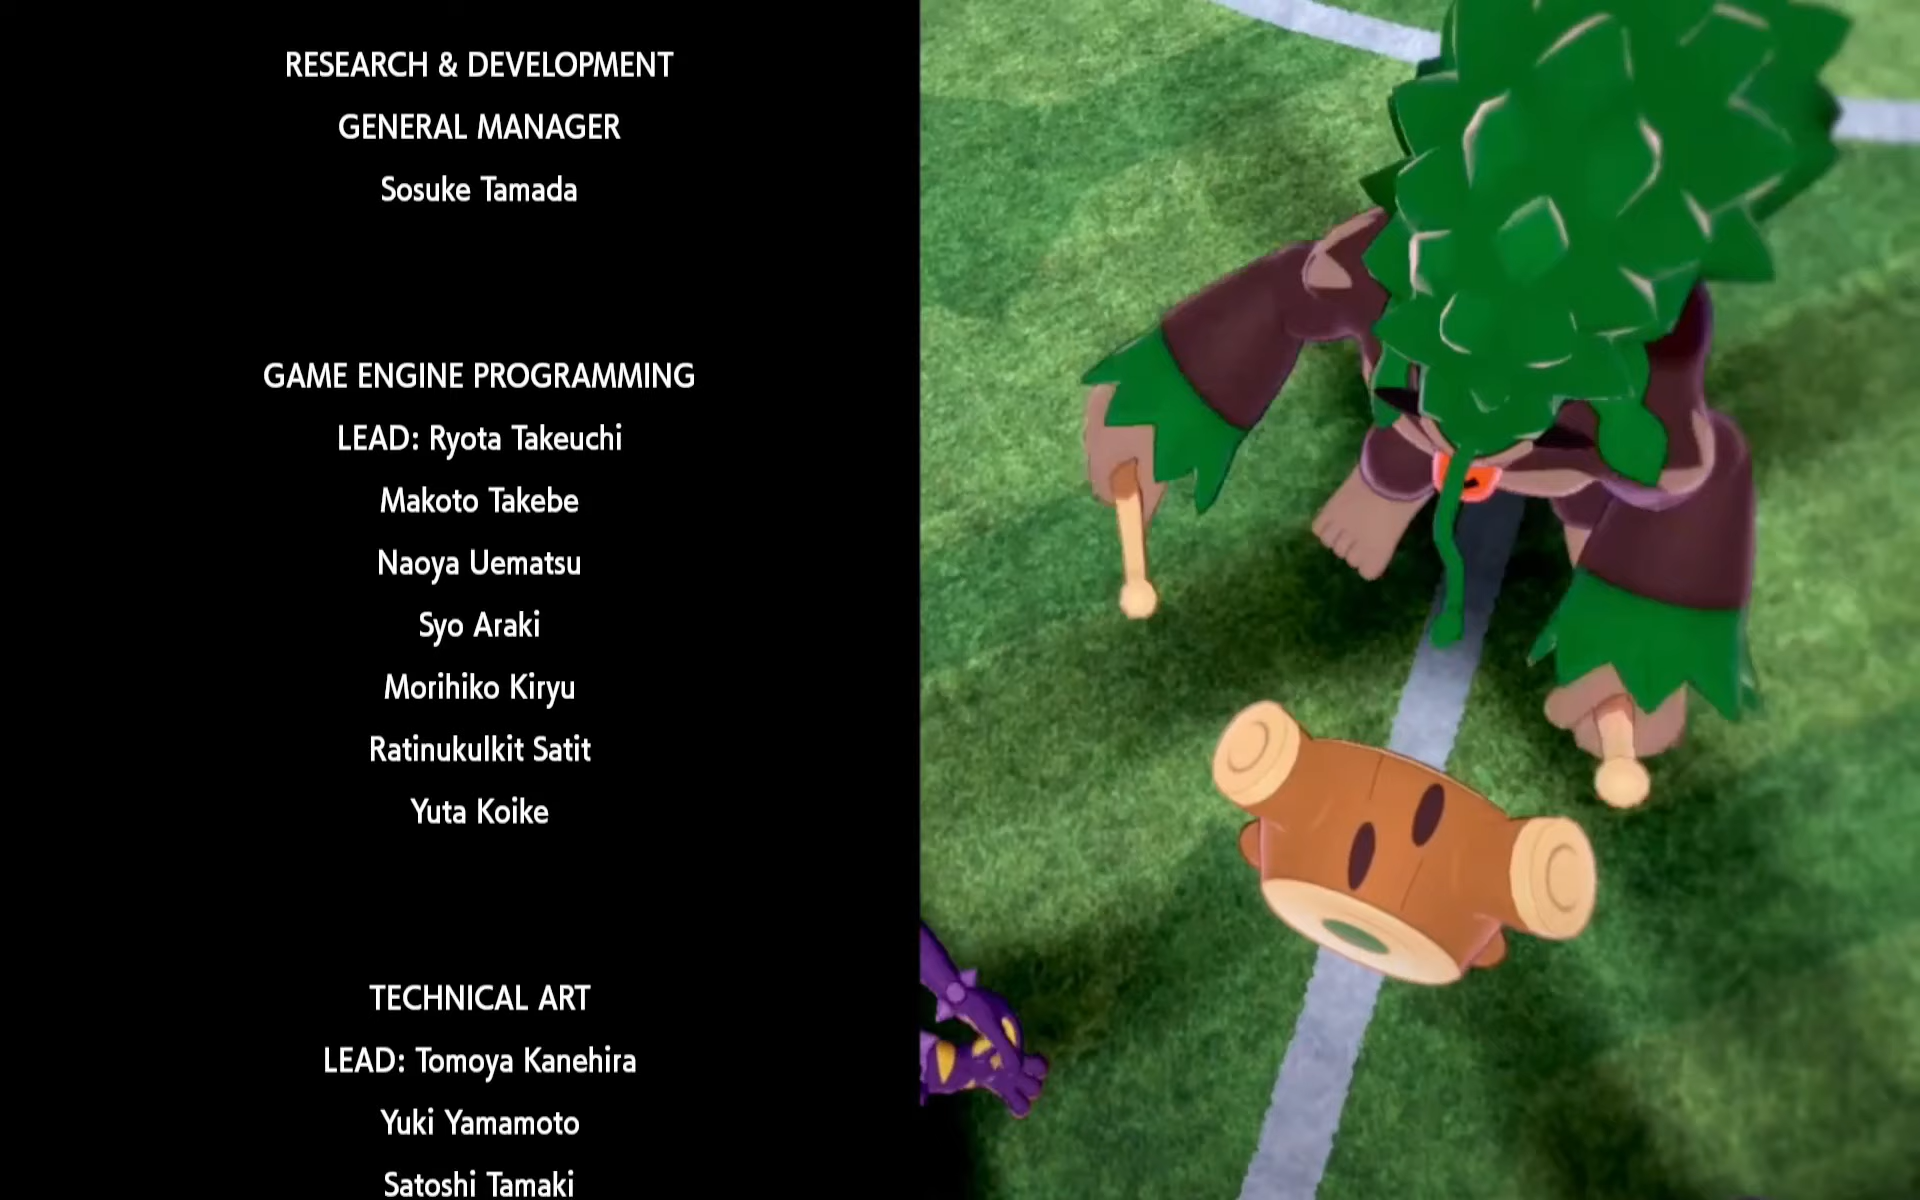 RESEARCH & DEVELOPMENT
GENERAL MANAGER
Sosuke Tamada
GAME ENGINE PROGRAMMING
LEAD: Ryota Takeuchi
Makoto Takebe
Naoya Uematsu
Syo Araki
Morihiko Kiryu
Ratinukulkit Satit
Yuta Koike
TECHNICAL ART
LEAD: Tomoya Kanehira
Yuki Yamamoto
Satoshi Tamaki